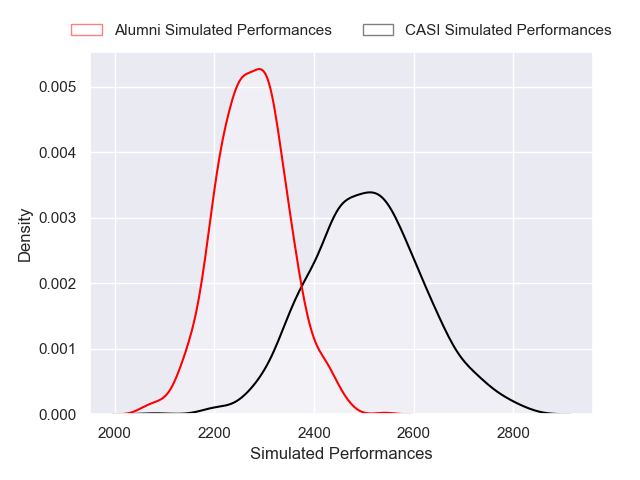 Alumni Simulated Performances CASI Simulated Performances
0.005
0.004
0.003
0.002
0.001
0.000
2000 2200 2400 2600 2800
Density
Simulated Performances